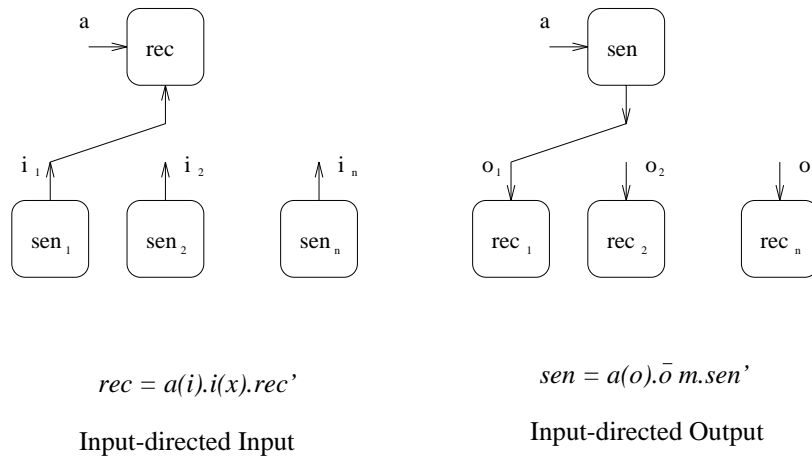 a
rec
i 1
i 2
i n
sen 1
sen 2
sen n
rec = a(i).i(x).rec’
Input-directed Input
a
sen
o 1
o 2
o
rec 1
rec 2
rec n
sen = a(o).ō m.sen’
Input-directed Output